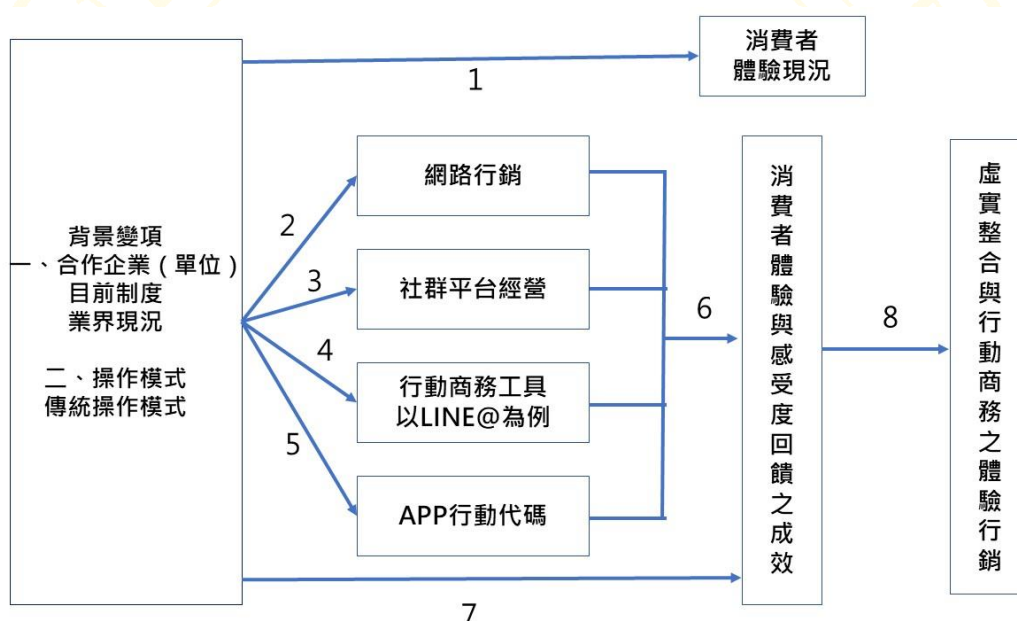 消費者
體驗現況
1
背景變項
一、合作企業（單位）
目前制度
業界現況
二、操作模式
傳統操作模式
2
3
4
5
網路行銷
社群平台經營
行動商務工具
以LINE@為例
APP行動代碼
6
7
消費者體驗與感受度回饋之成效
8
虛實整合與行動商務之體驗行銷